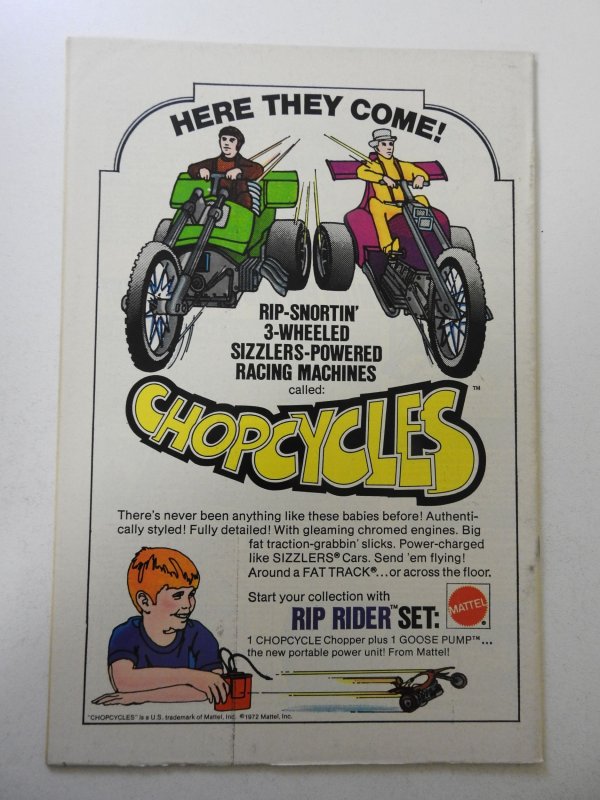 HERE THEY COME!
RIP-SNORTIN'
3-WHEELED
SIZZLERS-POWERED
RACING MACHINES
called:
CHOPCYCLES™
There's never been anything like these babies before! Authenti-
cally styled! Fully detailed! With gleaming chromed engines. Big
fat traction-grabbin' slicks. Power-charged
like SIZZLERS® Cars. Send 'em flying!
Around a FAT TRACK®...or across the floor.
Start your collection with
RIP RIDER™ SET:
MATTEL®
1 CHOPCYCLE Chopper plus 1 GOOSE PUMP™...
the new portable power unit! From Mattel!
"CHOPCYCLES" is a U.S. trademark of Mattel, Inc. ©1972 Mattel, Inc.